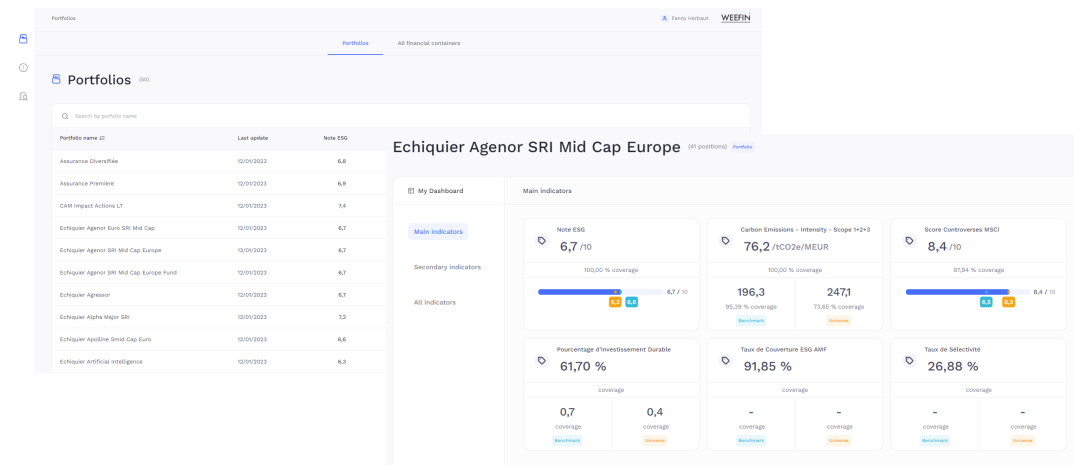 Portfolios
Fanny Herbaut
WEEFIN
Portfolios All financial containers
Portfolios (60)
Search by porfolio name
Portfolio name Last update Note ESG
Assurance Diversifiée 12/01/2023 6,8
Assurance Première 12/01/2023 6,9
CAM Impact Actions LT 12/01/2023 7,4
Echiquier Agenor Euro SRI Mid Cap 12/01/2023 6,7
Echiquier Agenor SRI Mid Cap Europe 12/01/2023 6,7
Echiquier Agenor SRI Mid Cap Europe Fund 12/01/2023 6,7
Echiquier Agressor 12/01/2023 6,7
Echiquier Alpha Major SRI 12/01/2023 7,2
Echiquier Apolline Smid Cap Euro 12/01/2023 6,6
Echiquier Artificial Intelligence 12/01/2023 6,3
Echiquier Agenor SRI Mid Cap Europe (41 positions) Portfolio
My Dashboard
Main indicators
Secondary indicators
All indicators
Main indicators
Note ESG
6,7 /10
100,00 % coverage
6,7 / 10
6,3 6,6
Carbon Emissions - Intensity - Scope 1+2+3
76,2 /tCO2e/MEUR
100,00 % coverage
196,3 247,1
95,39 % coverage 73,65 % coverage
Benchmark Universe
Score Controverses MSCI
8,4 /10
97,94 % coverage
8,4 / 10
6,5 8,3
Pourcentage d'Investissement Durable
61,70 %
coverage
0,7 0,4
coverage coverage
Benchmark Universe
Taux de Couverture ESG AMF
91,85 %
coverage
- -
coverage coverage
Benchmark Universe
Taux de Sélectivité
26,88 %
coverage
- -
coverage coverage
Benchmark Universe